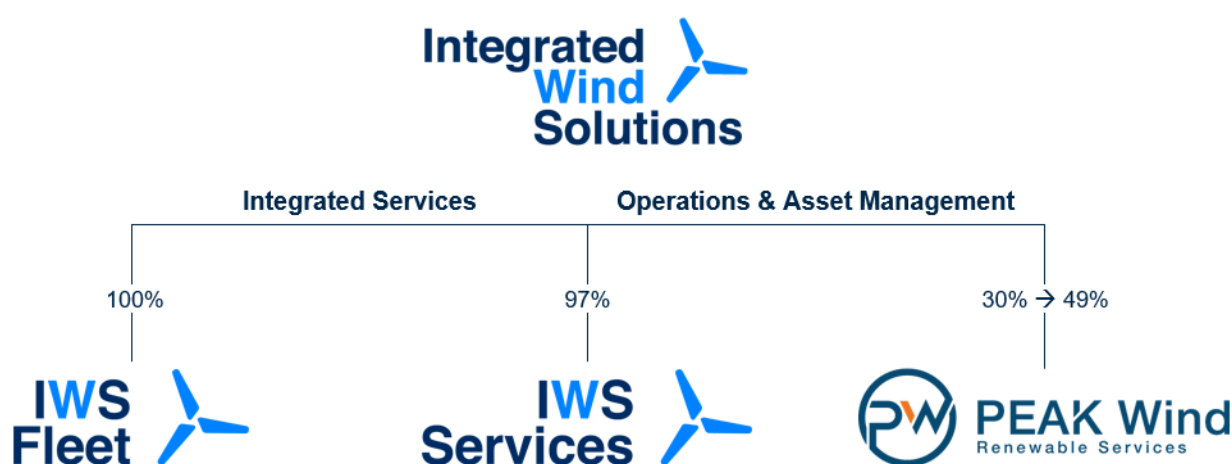 Integrated
Wind
Solutions
Integrated Services
Operations & Asset Management
100%
97%
30% → 49%
IWS
Fleet
IWS
Services
PW
PEAK Wind
Renewable Services